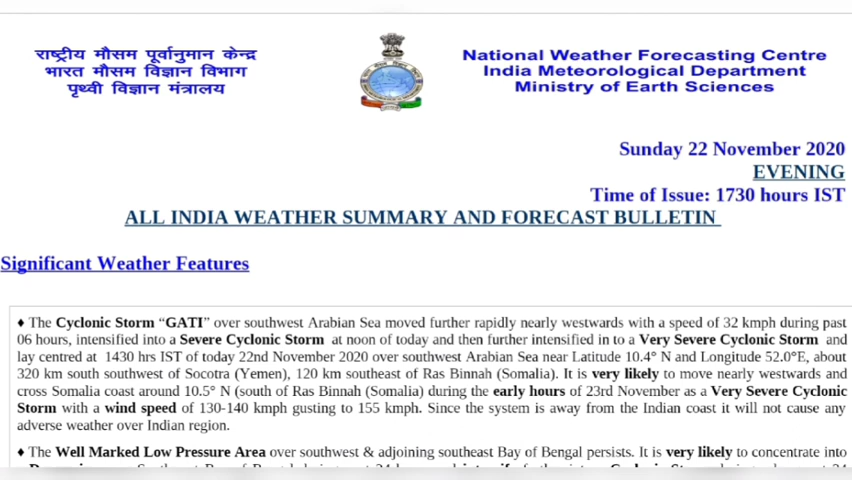 राष्ट्रीय मौसम पूर्वानुमान केन्द्र
भारत मौसम विज्ञान विभाग
पृथ्वी विज्ञान मंत्रालय
National Weather Forecasting Centre
India Meteorological Department
Ministry of Earth Sciences
Sunday 22 November 2020
EVENING
Time of Issue: 1730 hours IST
ALL INDIA WEATHER SUMMARY AND FORECAST BULLETIN
Significant Weather Features
♦ The Cyclonic Storm “GATI” over southwest Arabian Sea moved further rapidly nearly westwards with a speed of 32 kmph during past
06 hours, intensified into a Severe Cyclonic Storm at noon of today and then further intensified in to a Very Severe Cyclonic Storm and
lay centred at 1430 hrs IST of today 22nd November 2020 over southwest Arabian Sea near Latitude 10.4° N and Longitude 52.0°E, about
320 km south southwest of Socotra (Yemen), 120 km southeast of Ras Binnah (Somalia). It is very likely to move nearly westwards and
cross Somalia coast around 10.5° N (south of Ras Binnah (Somalia) during the early hours of 23rd November as a Very Severe Cyclonic
Storm with a wind speed of 130-140 kmph gusting to 155 kmph. Since the system is away from the Indian coast it will not cause any
adverse weather over Indian region.
♦ The Well Marked Low Pressure Area over southwest & adjoining southeast Bay of Bengal persists. It is very likely to concentrate into